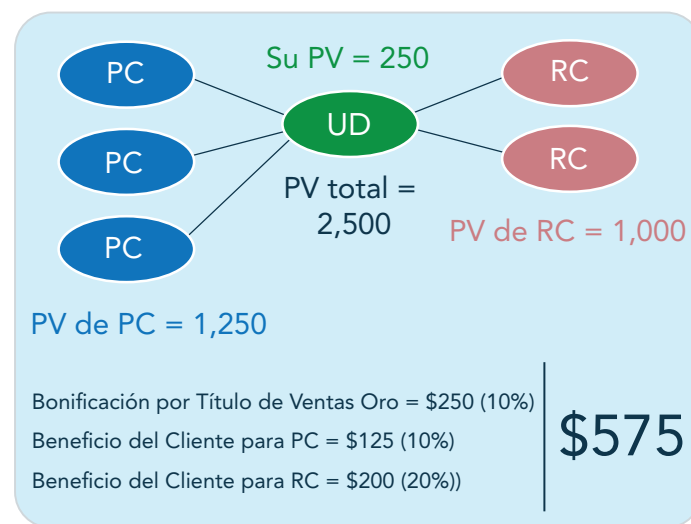 PC
Su PV = 250
RC
UD
PC
RC
PV total =
2,500
PC
PV de RC = 1,000
PV de PC = 1,250
Bonificación por Título de Ventas Oro = $250 (10%)
Beneficio del Cliente para PC = $125 (10%)
Beneficio del Cliente para RC = $200 (20%))
$575